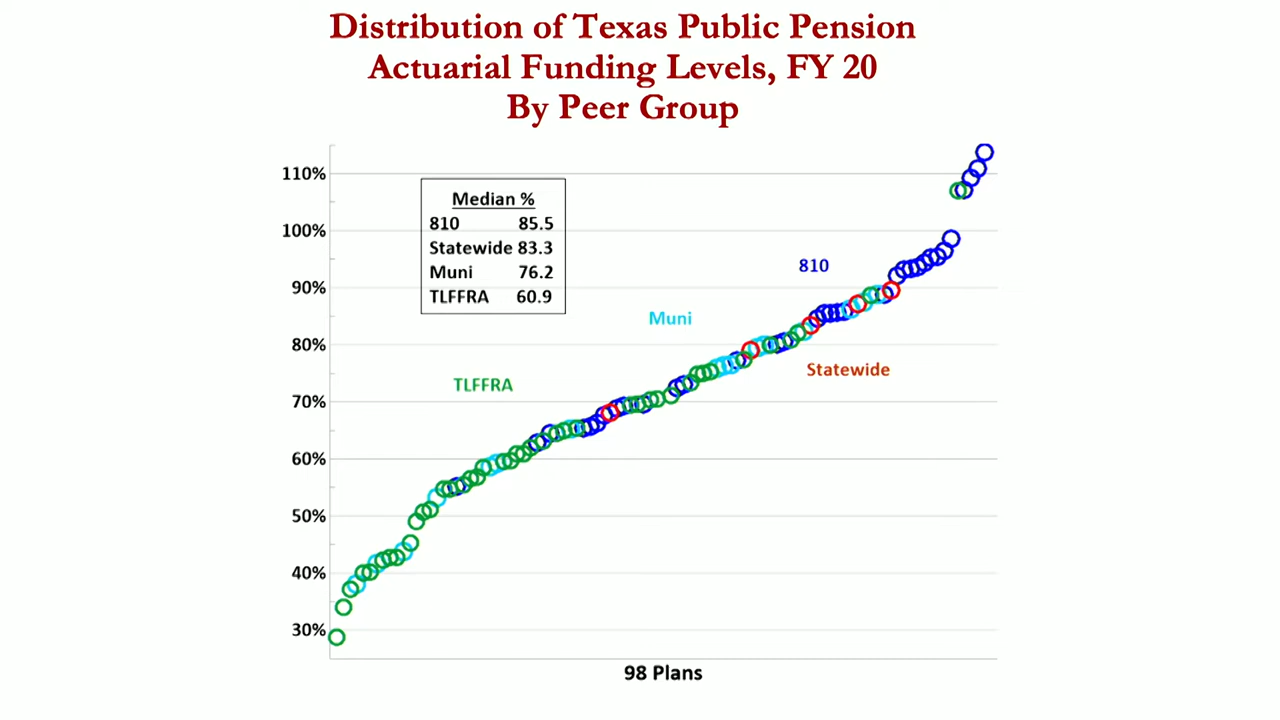 Distribution of Texas Public Pension
Actuarial Funding Levels, FY 20
By Peer Group
110%
100%
90%
80%
70%
60%
50%
40%
30%
Median %
810 85.5
Statewide 83.3
Muni 76.2
TLFFRA 60.9
810
Muni
Statewide
TLFFRA
98 Plans